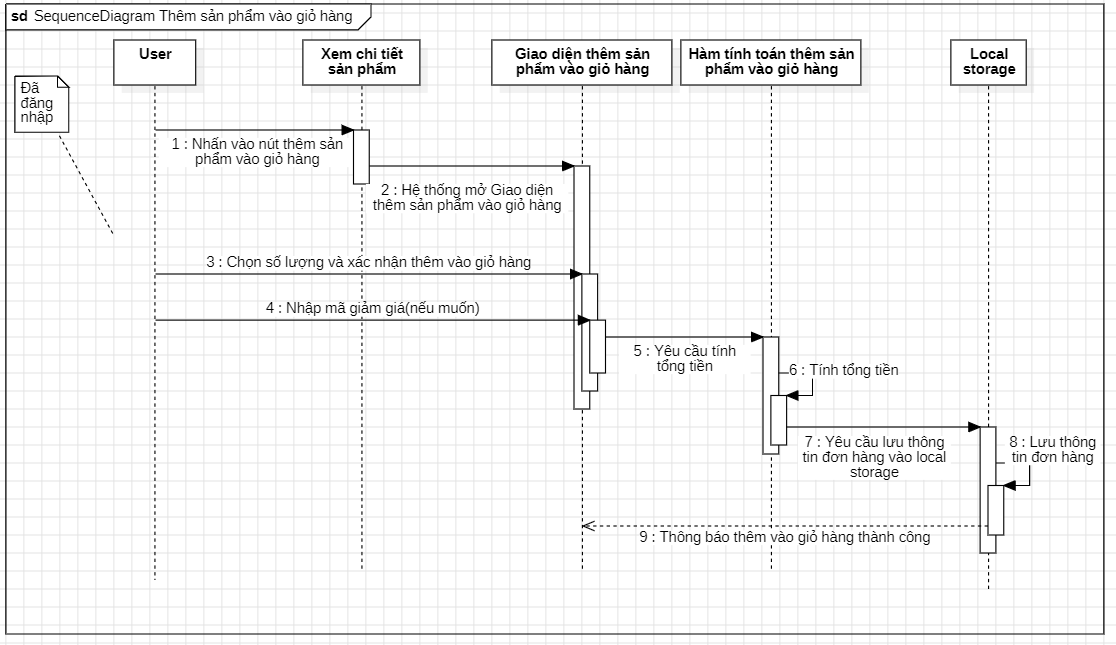 sd SequenceDiagram Thêm sản phẩm vào giỏ hàng
User
Xem chi tiết
sản phẩm
Giao diện thêm sản
phẩm vào giỏ hàng
Hàm tính toán thêm sản
phẩm vào giỏ hàng
Local
storage
Đã
đăng
nhập
1 : Nhấn vào nút thêm sản
phẩm vào giỏ hàng
2 : Hệ thống mở Giao diện
thêm sản phẩm vào giỏ hàng
3 : Chọn số lượng và xác nhận thêm vào giỏ hàng
4 : Nhập mã giảm giá(nếu muốn)
5 : Yêu cầu tính
tổng tiền
6 : Tính tổng tiền
7 : Yêu cầu lưu thông
tin đơn hàng vào local
storage
8 : Lưu thông
tin đơn hàng
9 : Thông báo thêm vào giỏ hàng thành công